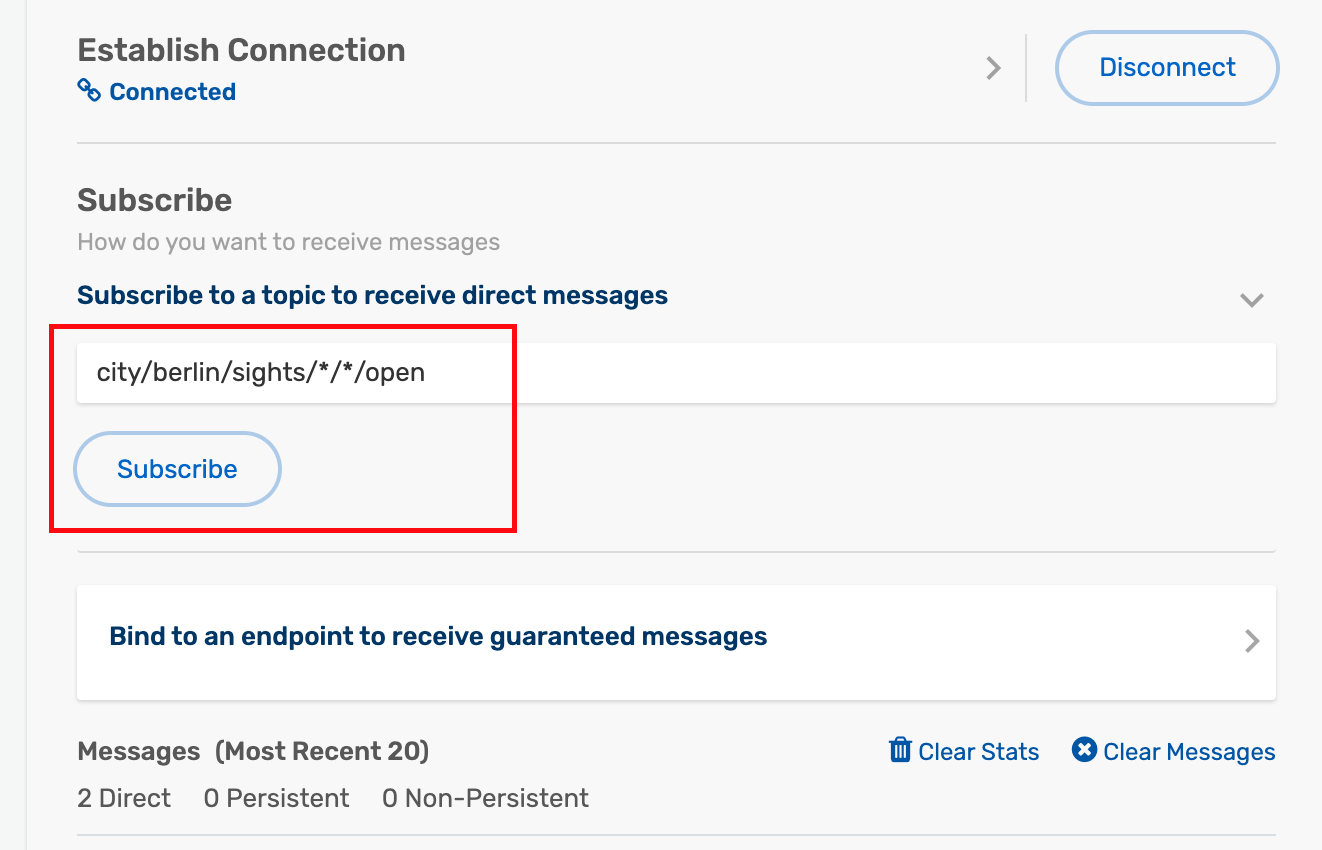 Establish Connection
Connected
Disconnect
Subscribe
How do you want to receive messages
Subscribe to a topic to receive direct messages
city/berlin/sights/*/*/open
Subscribe
Bind to an endpoint to receive guaranteed messages
Messages (Most Recent 20)
Clear Stats
Clear Messages
2 Direct 0 Persistent 0 Non-Persistent